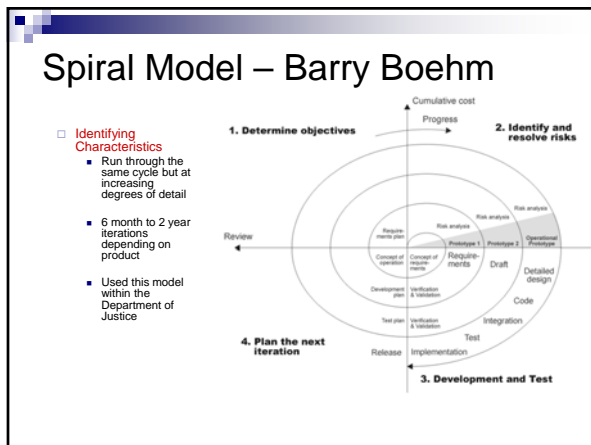 Spiral Model – Barry Boehm
Identifying
Characteristics
Run through the
same cycle but at
increasing
degrees of detail
6 month to 2 year
iterations
depending on
product
Used this model
within the
Department of
Justice
Cumulative cost
Progress
1. Determine objectives
2. Identify and
resolve risks
Risk analysis
Risk analysis
Risk analysis
Require-
ments plan
Prototype 1
Prototype 2
Operational
Prototype
Review
Concept of
operation
Concept of
require-
ments
Require-
ments
Draft
Detailed
design
Development
plan
Verification
& Validation
Code
Integration
Test plan
Verification
& Validation
Test
4. Plan the next
iteration
Release
Implementation
3. Development and Test